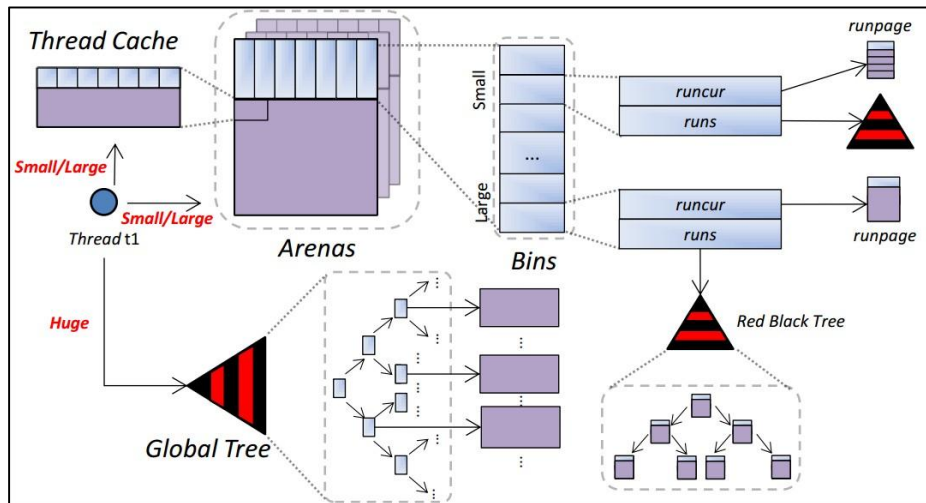 Thread Cache
Small/Large
Thread t1
Small/Large
Arenas
Small
...
Large
Bins
runcur
runs
runpage
runcur
runs
runpage
Huge
Global Tree
...
...
...
...
...
...
...
...
...
...
Red Black Tree